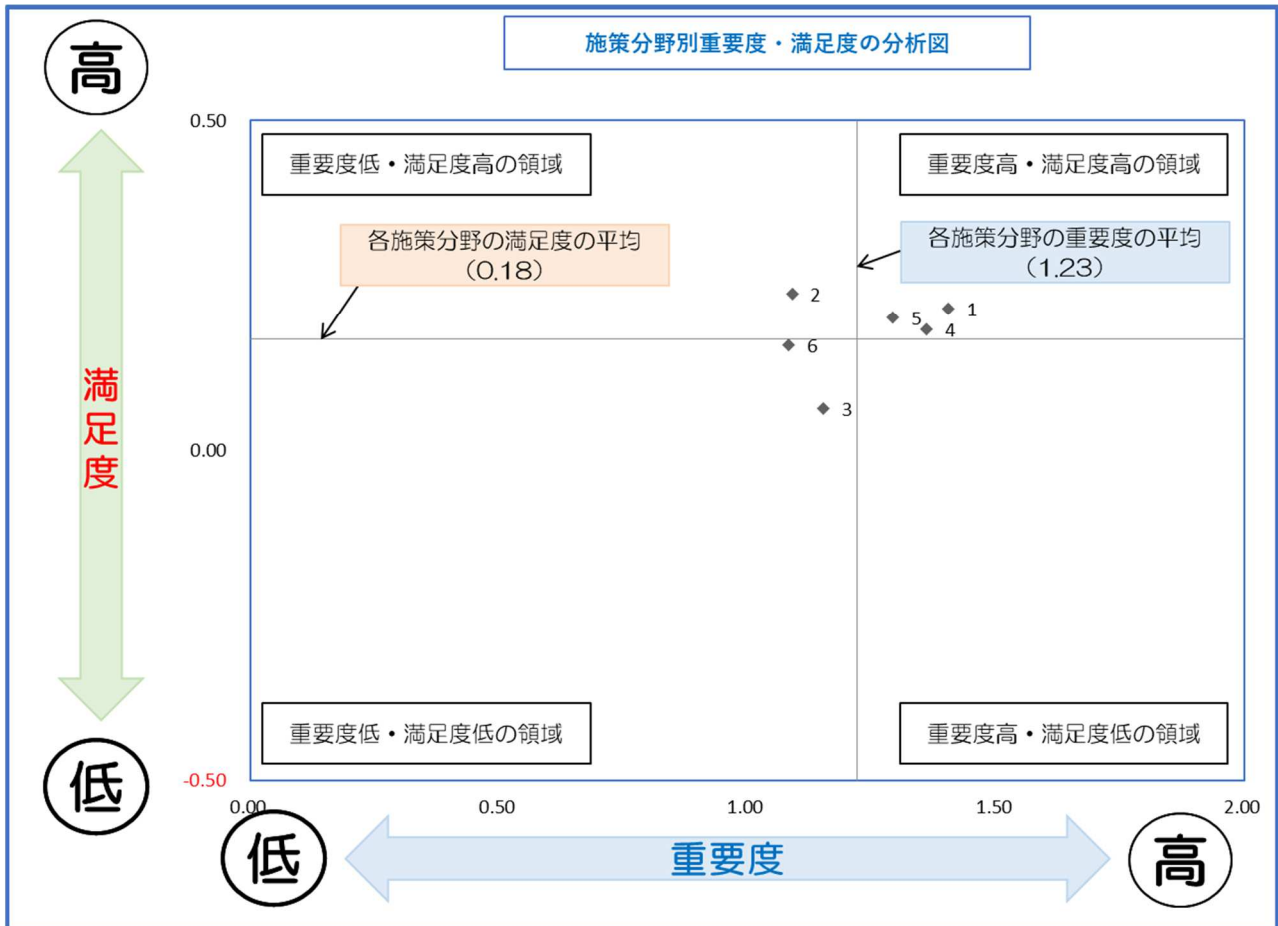 施策分野別重要度・満足度の分析図
高
0.50
重要度低・満足度高の領域
重要度高・満足度高の領域
各施策分野の満足度の平均
（0.18）
各施策分野の重要度の平均
（1.23）
2
1
5
4
6
3
満足度
0.00
重要度低・満足度低の領域
重要度高・満足度低の領域
低
-0.50
0.00
0.50
1.00
1.50
2.00
低
重要度
高